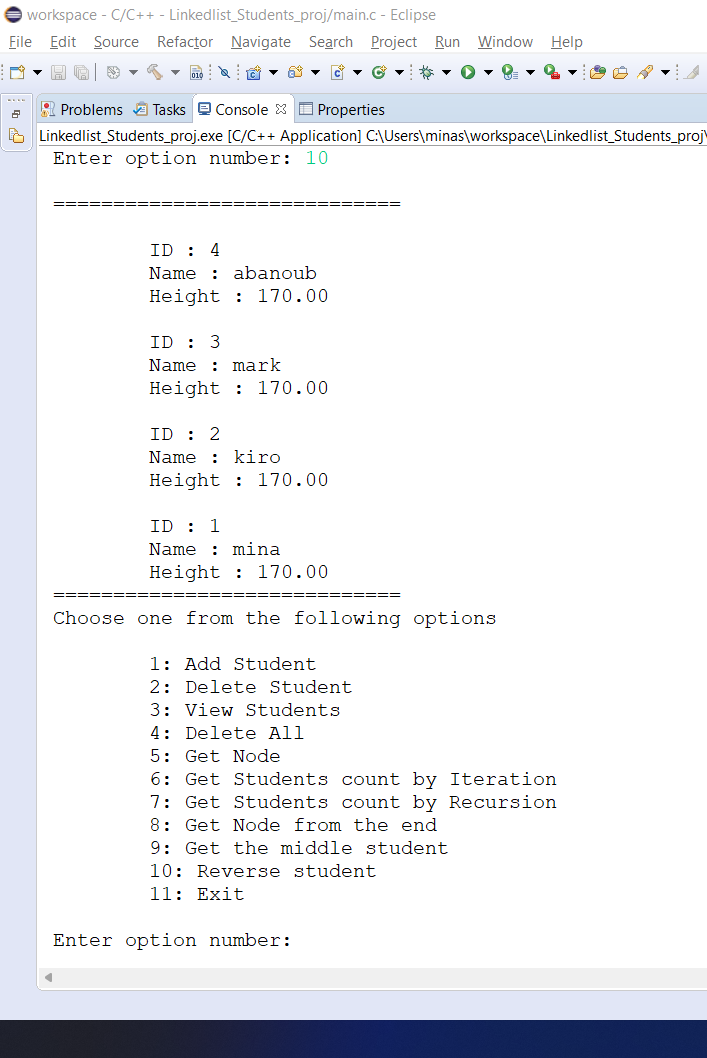 workspace - C/C++ - Linkedlist_Students_proj/main.c - Eclipse
File Edit Source Refactor Navigate Search Project Run Window Help
Problems Tasks Console Properties
Linkedlist_Students_proj.exe [C/C++ Application] C:\Users\minas\workspace\Linkedlist_Students_proj\
Enter option number: 10
=============================
ID : 4
Name : abanoub
Height : 170.00
ID : 3
Name : mark
Height : 170.00
ID : 2
Name : kiro
Height : 170.00
ID : 1
Name : mina
Height : 170.00
=============================
Choose one from the following options
1: Add Student
2: Delete Student
3: View Students
4: Delete All
5: Get Node
6: Get Students count by Iteration
7: Get Students count by Recursion
8: Get Node from the end
9: Get the middle student
10: Reverse student
11: Exit
Enter option number: